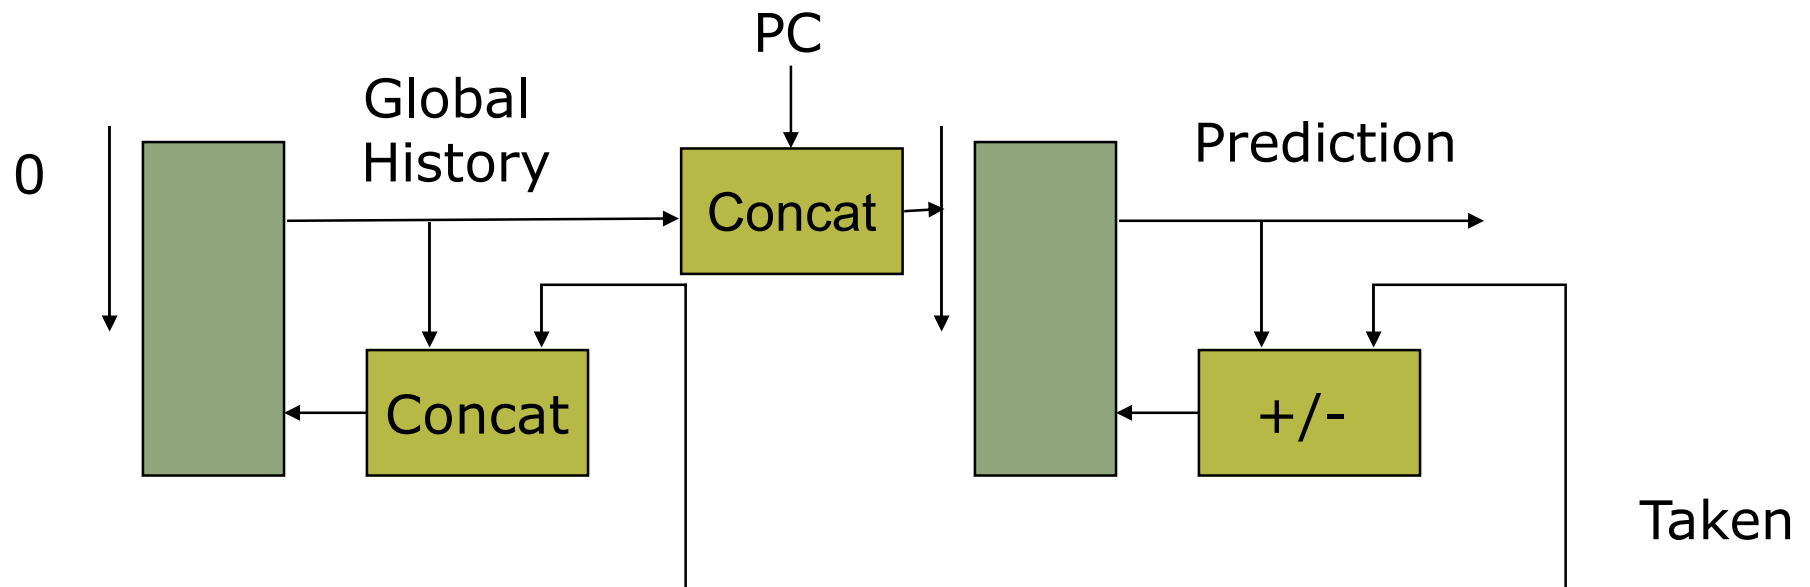 PC
Global
History
Prediction
0
Concat
Concat
+/-
Taken